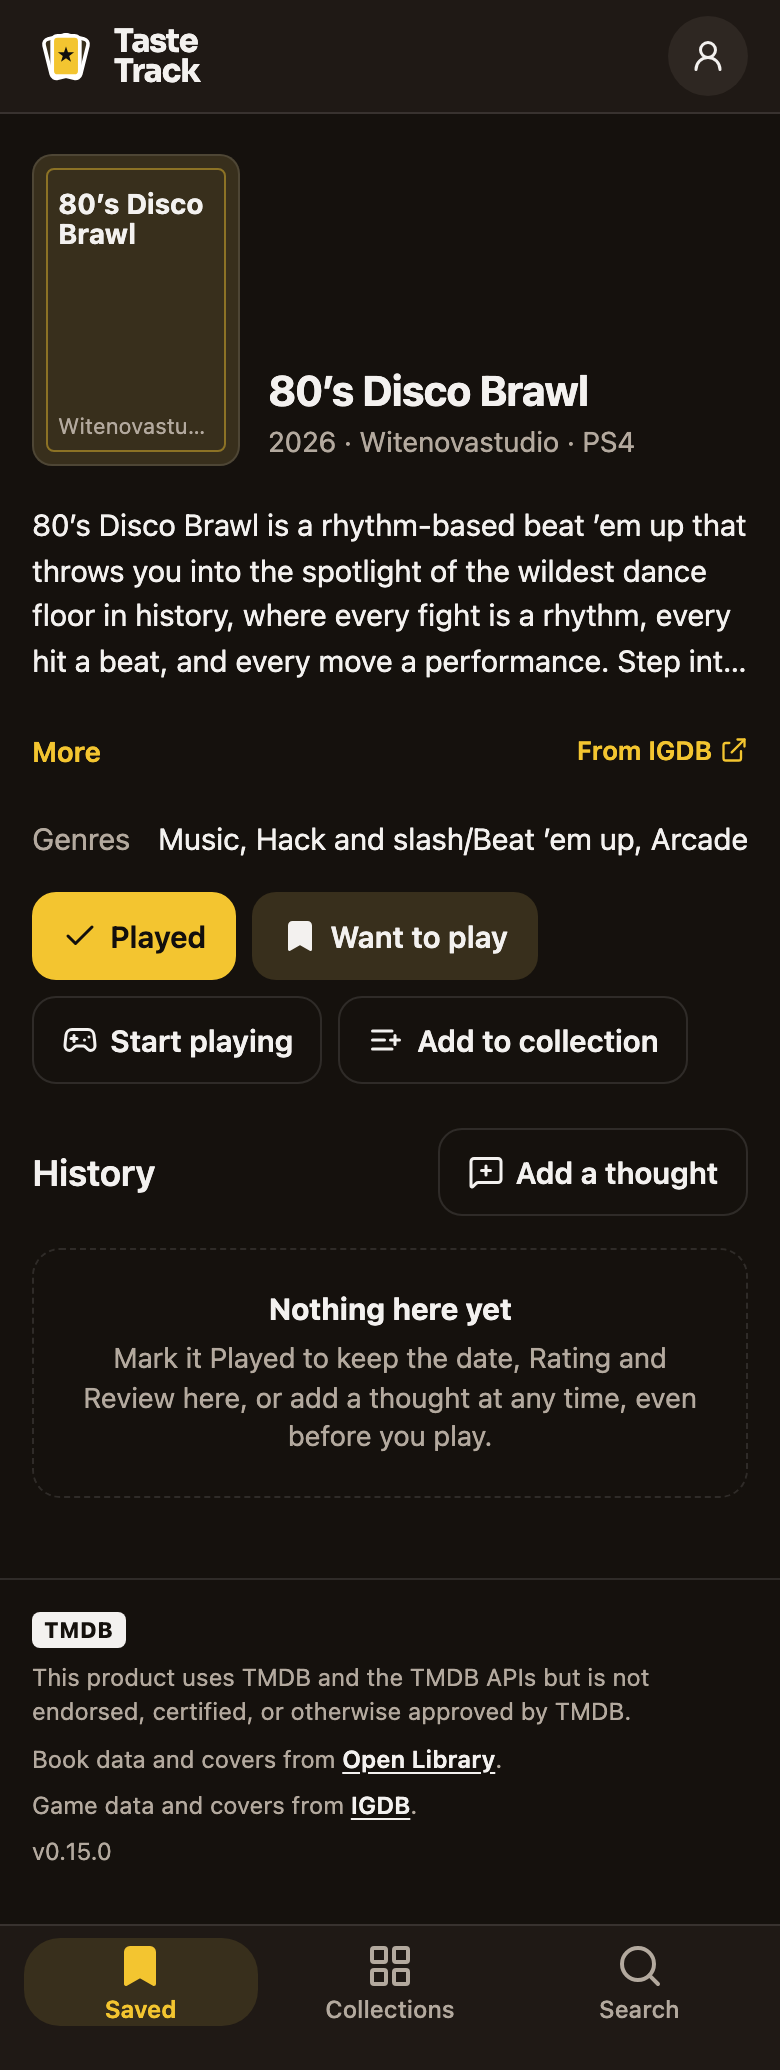 Taste
Track
80’s Disco
Brawl
Witenovastu...
80’s Disco Brawl
2026 · Witenovastudio · PS4
80’s Disco Brawl is a rhythm-based beat ’em up that
throws you into the spotlight of the wildest dance
floor in history, where every fight is a rhythm, every
hit a beat, and every move a performance. Step int...
More
From IGDB
Genres Music, Hack and slash/Beat ’em up, Arcade
Played
Want to play
Start playing
Add to collection
History
Add a thought
Nothing here yet
Mark it Played to keep the date, Rating and
Review here, or add a thought at any time, even
before you play.
TMDB
This product uses TMDB and the TMDB APIs but is not
endorsed, certified, or otherwise approved by TMDB.
Book data and covers from Open Library.
Game data and covers from IGDB.
v0.15.0
Saved
Collections
Search